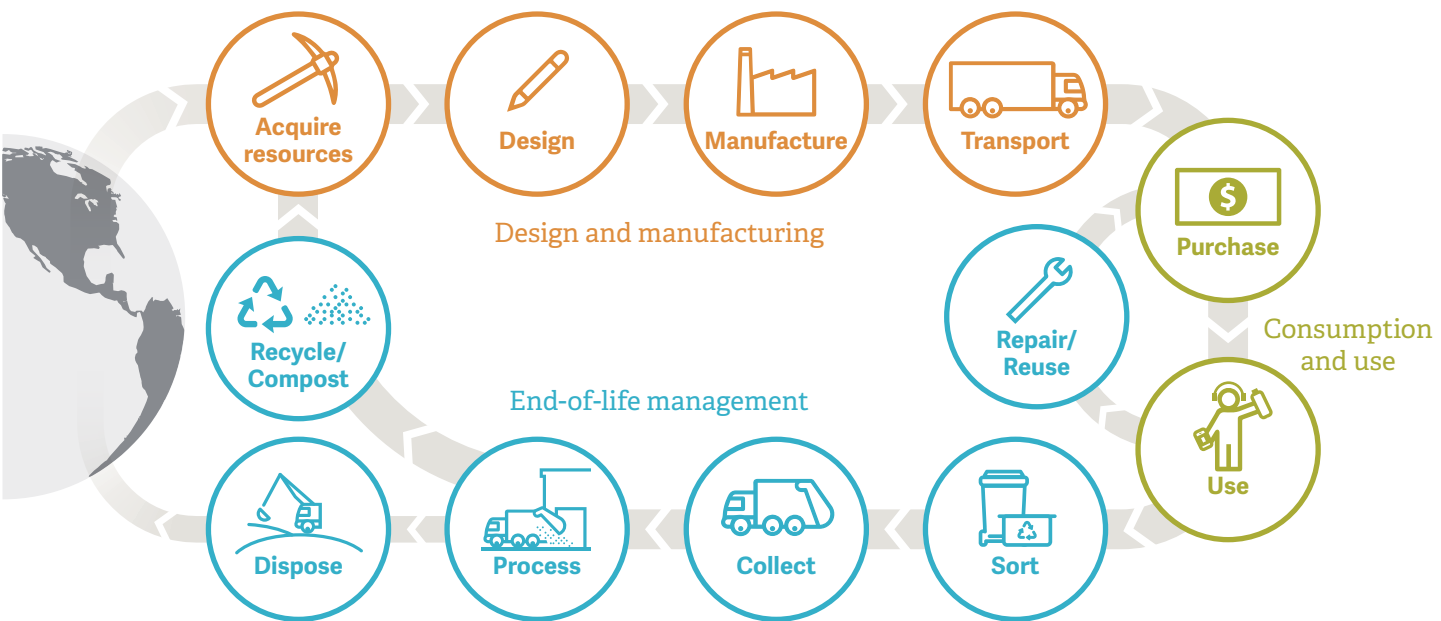 Acquire
resources
Design
Manufacture
Transport
$
Purchase
Design and manufacturing
Repair/
Reuse
Consumption
and use
Recycle/
Compost
End-of-life management
Use
Dispose
Process
Collect
Sort